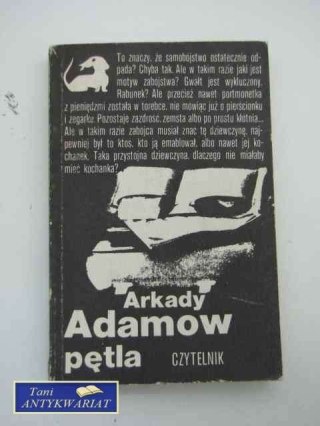 To znaczy, że samobójstwo ostatecznie od-
pada? Chyba tak. Ale w takim razie jaki jest
motyw zabójstwa? Gwałt jest wykluczony.
Rabunek? Ale przecież nawet portmonetka
z pieniędzmi została w torebce, nie mówiąc już o pierścionku
i zegarku. Pozostaje zazdrość, zemsta albo po prostu kłótnia...
Ale w takim razie zabójca musiał znać tę dziewczynę, naj-
pewniej był to ktoś, kto ją emablował, albo nawet jej ko-
chanek. Taka przystojna dziewczyna, dlaczego nie miałaby
mieć kochanka?
Arkady
Adamow
pętla
CZYTELNIK
Tani
ANTYKWARIAT